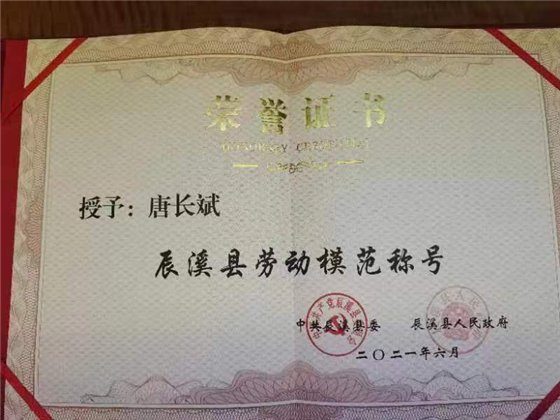 荣誉证书
HONORARY CREDENTIAL
授予：唐长斌
辰溪县劳动模范称号
中共辰溪县委 辰溪县人民政府
二〇二一年六月